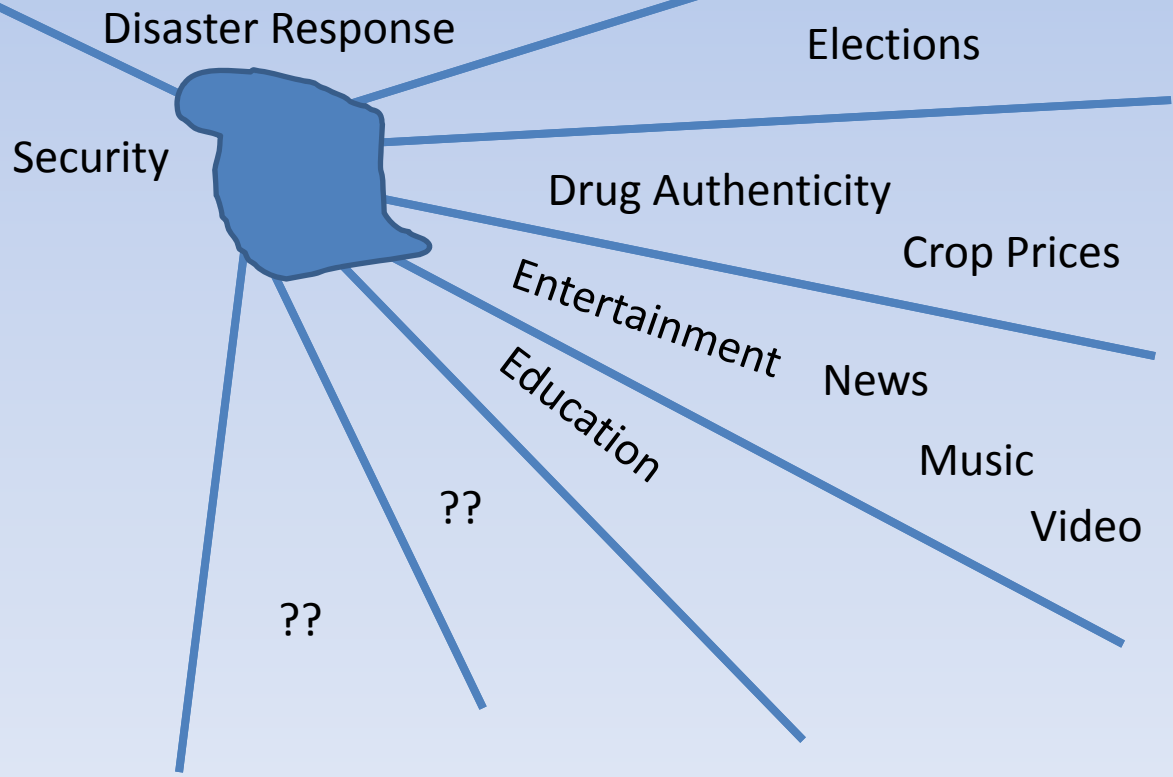 Disaster Response
Elections
Security
Drug Authenticity
Crop Prices
Entertainment
News
Education
Music
Video
??
??